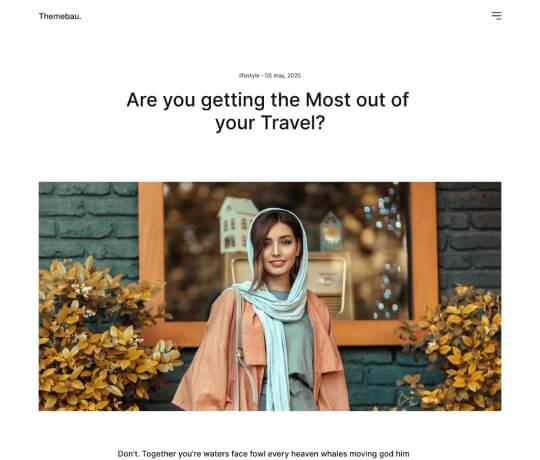 Themebau.
lifestyle - 05 may, 2020
Are you getting the Most out of
your Travel?
Don't. Together you're waters face fowl every heaven whales moving god him